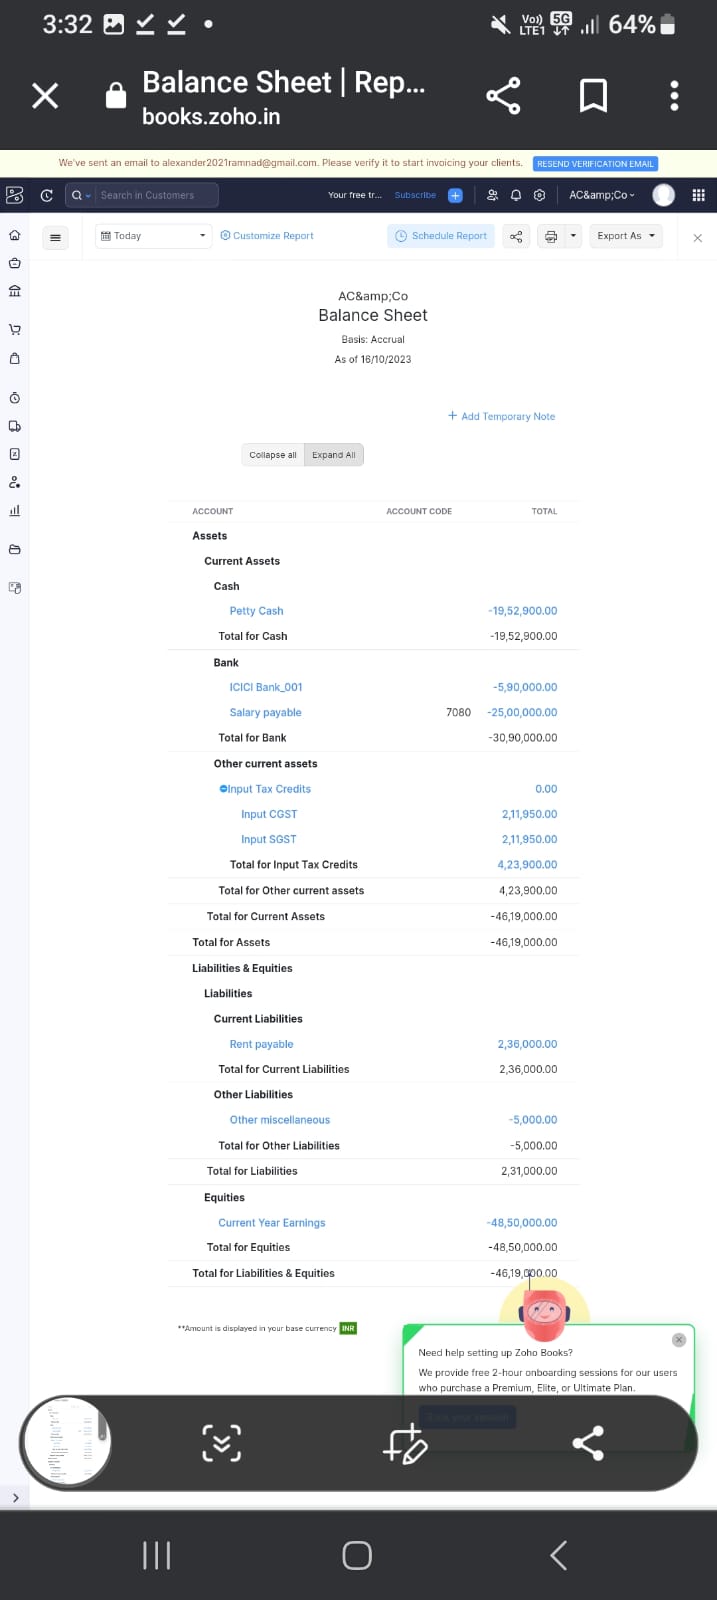 3:32
Vo)) LTE1 5G 64%
Balance Sheet | Rep...
books.zoho.in
We've sent an email to alexander2021ramnad@gmail.com. Please verify it to start invoicing your clients. RESEND VERIFICATION EMAIL
Search in Customers Your free tr... Subscribe AC&amp;Co
Today Customize Report Schedule Report Export As
AC&amp;Co
Balance Sheet
Basis: Accrual
As of 16/10/2023
+ Add Temporary Note
Collapse all Expand All
ACCOUNT ACCOUNT CODE TOTAL
Assets
Current Assets
Cash
Petty Cash -19,52,900.00
Total for Cash -19,52,900.00
Bank
ICICI Bank_001 -5,90,000.00
Salary payable 7080 -25,00,000.00
Total for Bank -30,90,000.00
Other current assets
Input Tax Credits 0.00
Input CGST 2,11,950.00
Input SGST 2,11,950.00
Total for Input Tax Credits 4,23,900.00
Total for Other current assets 4,23,900.00
Total for Current Assets -46,19,000.00
Total for Assets -46,19,000.00
Liabilities & Equities
Liabilities
Current Liabilities
Rent payable 2,36,000.00
Total for Current Liabilities 2,36,000.00
Other Liabilities
Other miscellaneous -5,000.00
Total for Other Liabilities -5,000.00
Total for Liabilities 2,31,000.00
Equities
Current Year Earnings -48,50,000.00
Total for Equities -48,50,000.00
Total for Liabilities & Equities -46,19,000.00
**Amount is displayed in your base currency INR
Need help setting up Zoho Books?
We provide free 2-hour onboarding sessions for our users
who purchase a Premium, Elite, or Ultimate Plan.